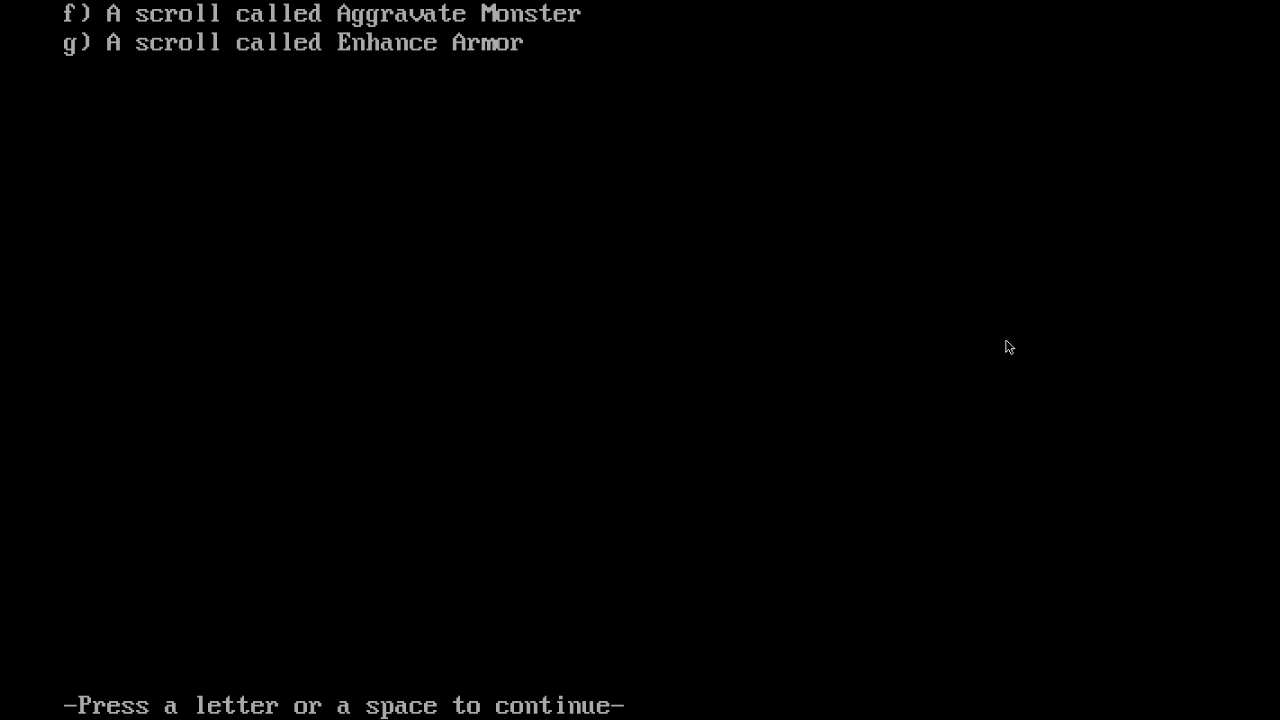 f) A scroll called Aggravate Monster
g) A scroll called Enhance Armor
-Press a letter or a space to continue-